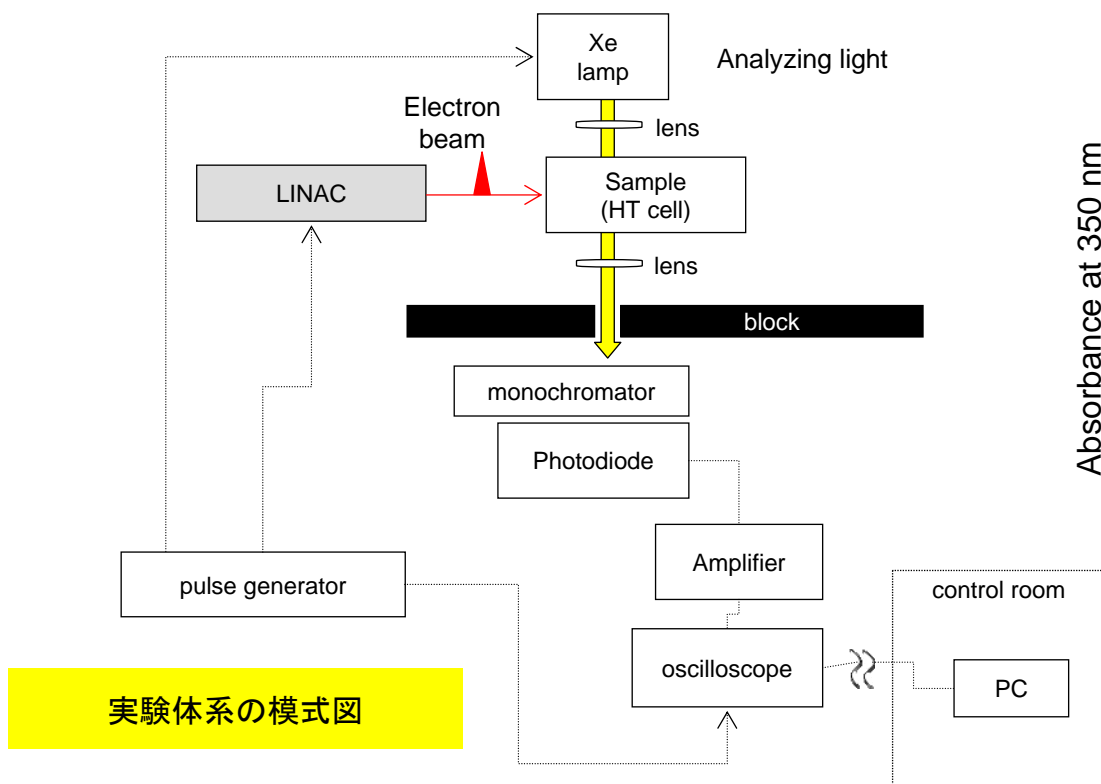 Xe
lamp
Analyzing light
Electron
beam
lens
LINAC
Sample
(HT cell)
lens
block
monochromator
Photodiode
Amplifier
pulse generator
control room
oscilloscope
PC
実験体系の模式図
Absorbance at 350 nm